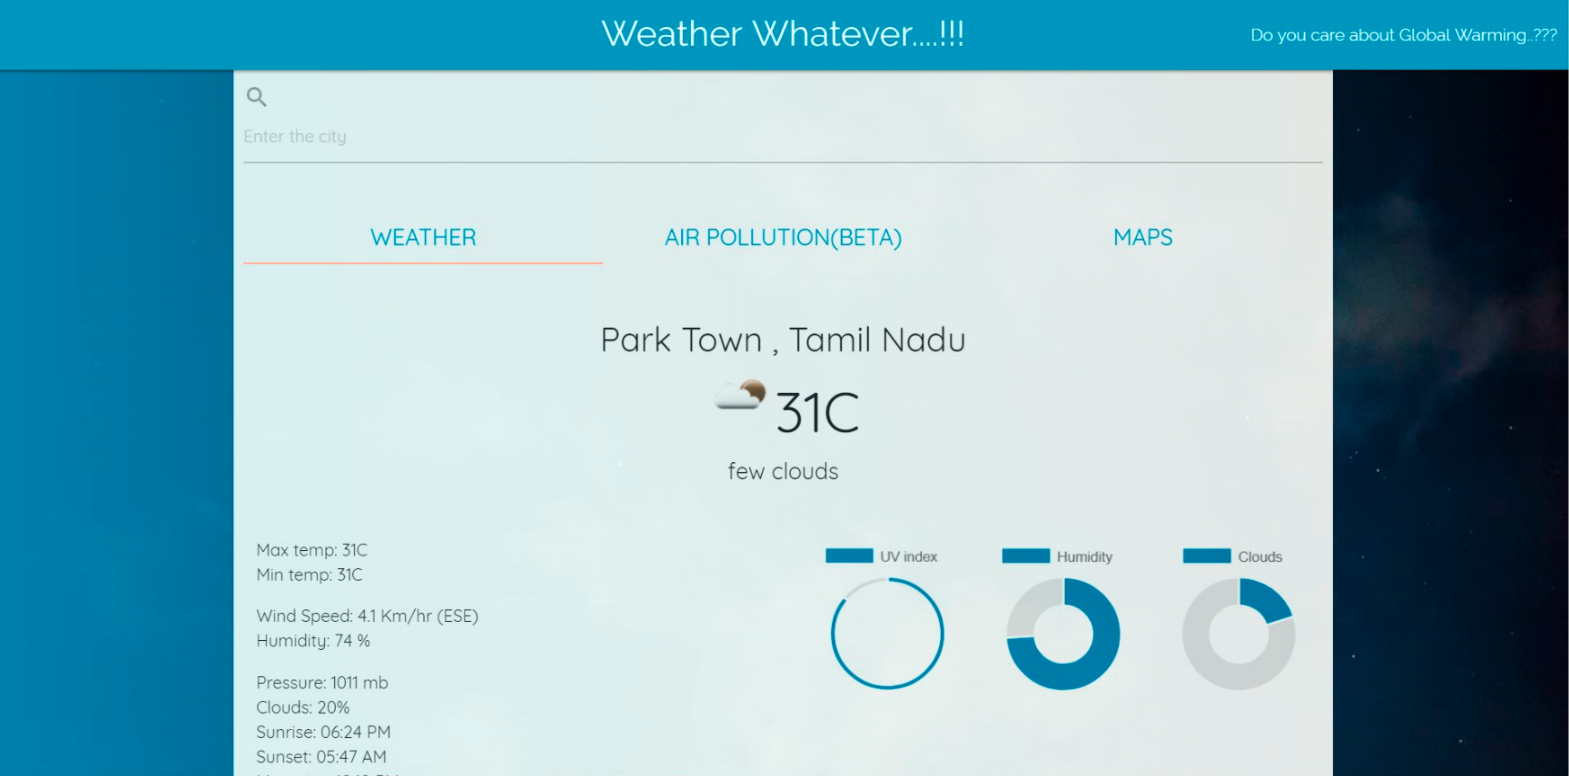 Weather Whatever....!!!
Do you care about Global Warming..???
Enter the city
WEATHER
AIR POLLUTION(BETA)
MAPS
Park Town , Tamil Nadu
31C
few clouds
Max temp: 31C
Min temp: 31C
Wind Speed: 4.1 Km/hr (ESE)
Humidity: 74 %
Pressure: 1011 mb
Clouds: 20%
Sunrise: 06:24 PM
Sunset: 05:47 AM
UV index
Humidity
Clouds